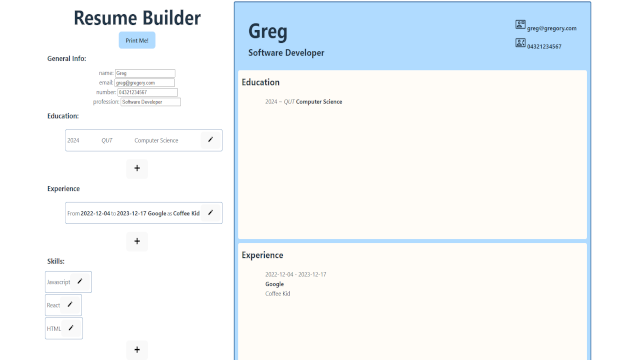 Resume Builder
Print Me!
General Info:
name: Greg
email: greg@gregory.com
number: 04321234567
profession: Software Developer
Education:
2024 QUT Computer Science
+
Experience
From 2022-12-04 to 2023-12-17 Google as Coffee Kid
+
Skills:
Javascript
React
HTML
+
Greg
Software Developer
greg@gregory.com
04321234567
Education
2024 - QUT Computer Science
Experience
2022-12-04 - 2023-12-17
Google
Coffee Kid